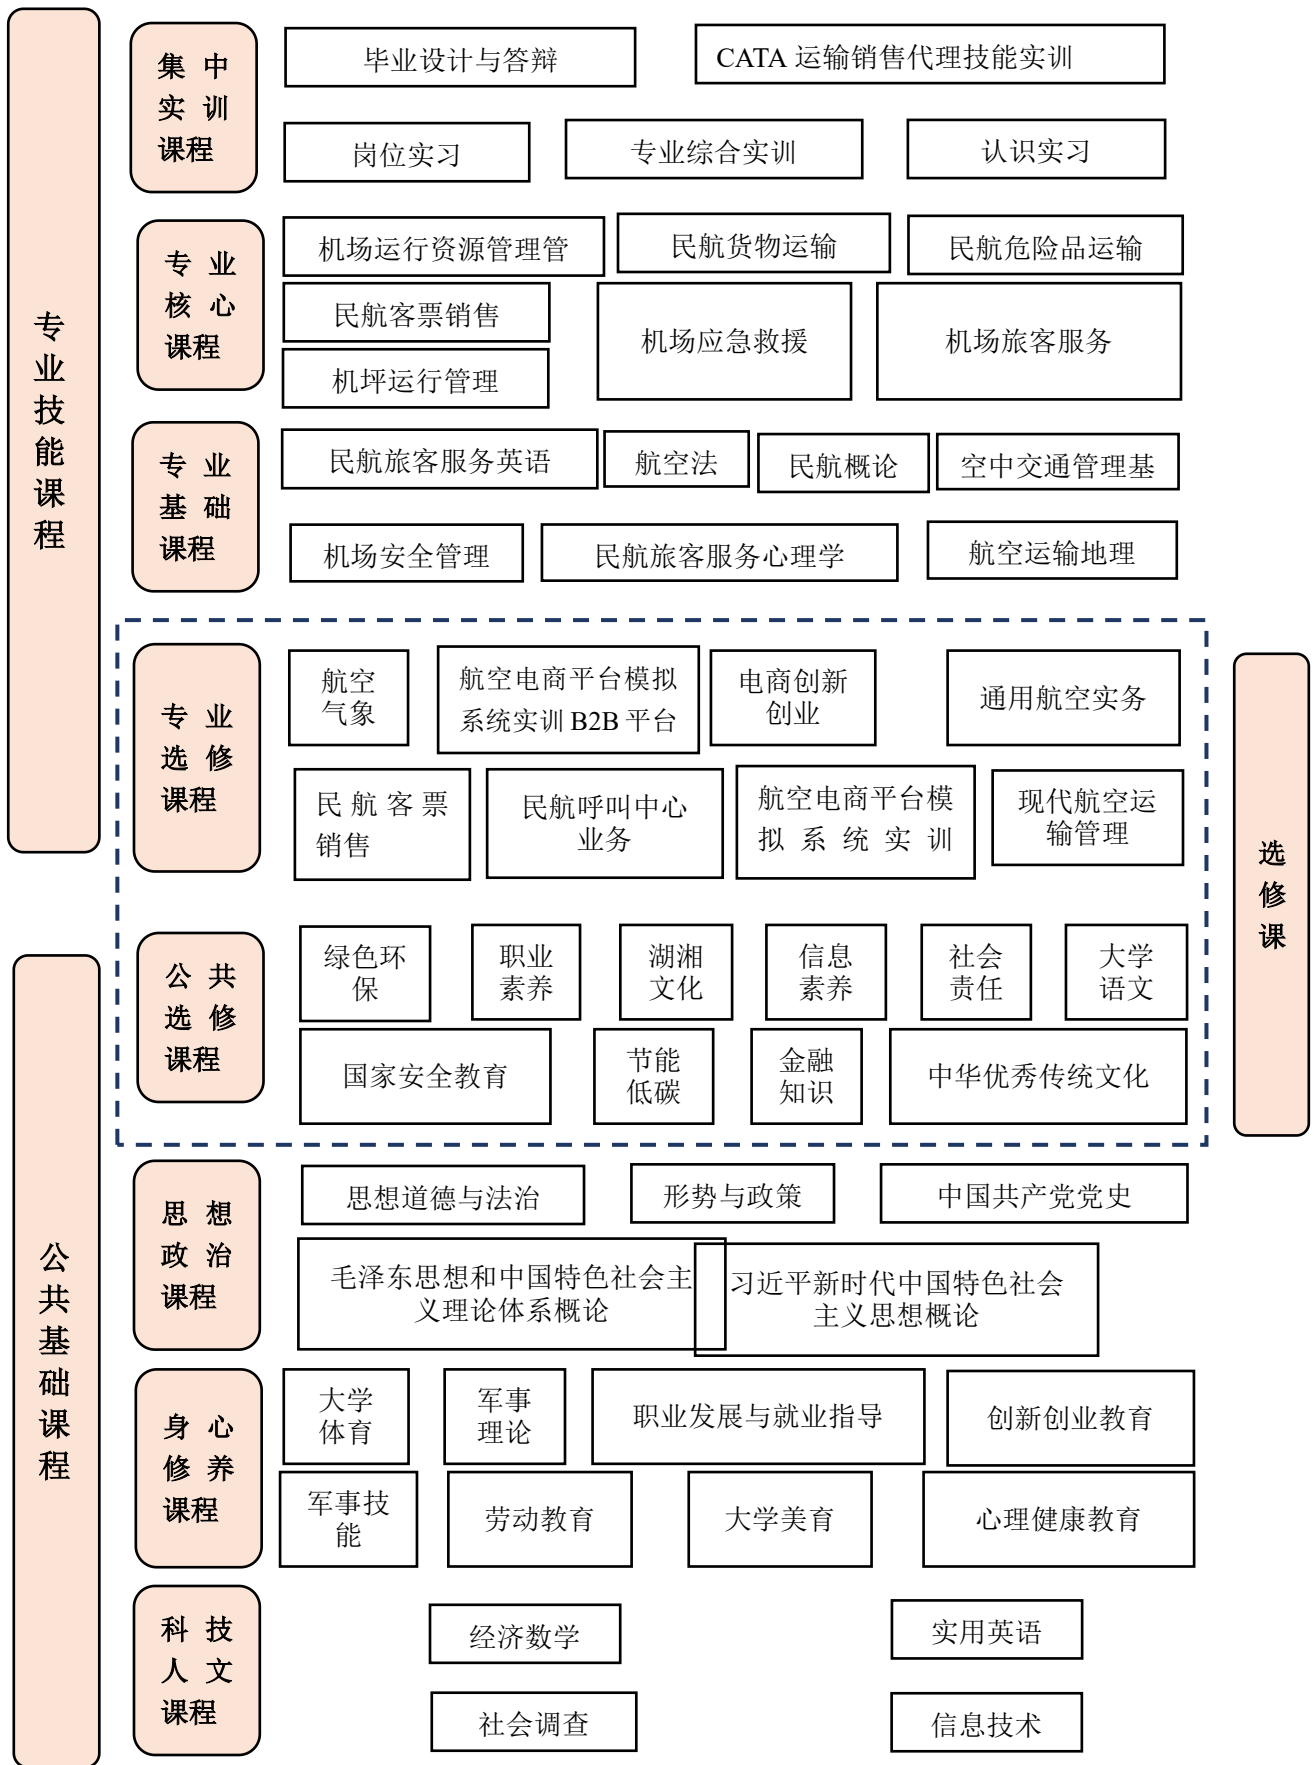 专业技能课程
集中
实训
课程
毕业设计与答辩
CATA 运输销售代理技能实训
岗位实习
专业综合实训
认识实习
专业
核心
课程
机场运行资源管理管
民航货物运输
民航危险品运输
民航客票销售
机场应急救援
机场旅客服务
机坪运行管理
专业
基础
课程
民航旅客服务英语
航空法
民航概论
空中交通管理基
机场安全管理
民航旅客服务心理学
航空运输地理
选修课
专业
选修
课程
航空
气象
航空电商平台模拟
系统实训 B2B 平台
电商创新
创业
通用航空实务
民航客票
销售
民航呼叫中心
业务
航空电商平台模
拟系统实训
现代航空运
输管理
公共基础课程
公共
选修
课程
绿色环
保
职业
素养
湖湘
文化
信息
素养
社会
责任
大学
语文
国家安全教育
节能
低碳
金融
知识
中华优秀传统文化
思想
政治
课程
思想道德与法治
形势与政策
中国共产党党史
毛泽东思想和中国特色社会主
义理论体系概论
习近平新时代中国特色社会
主义思想概论
身心
修养
课程
大学
体育
军事
理论
职业发展与就业指导
创新创业教育
军事技
能
劳动教育
大学美育
心理健康教育
科技
人文
课程
经济数学
实用英语
社会调查
信息技术